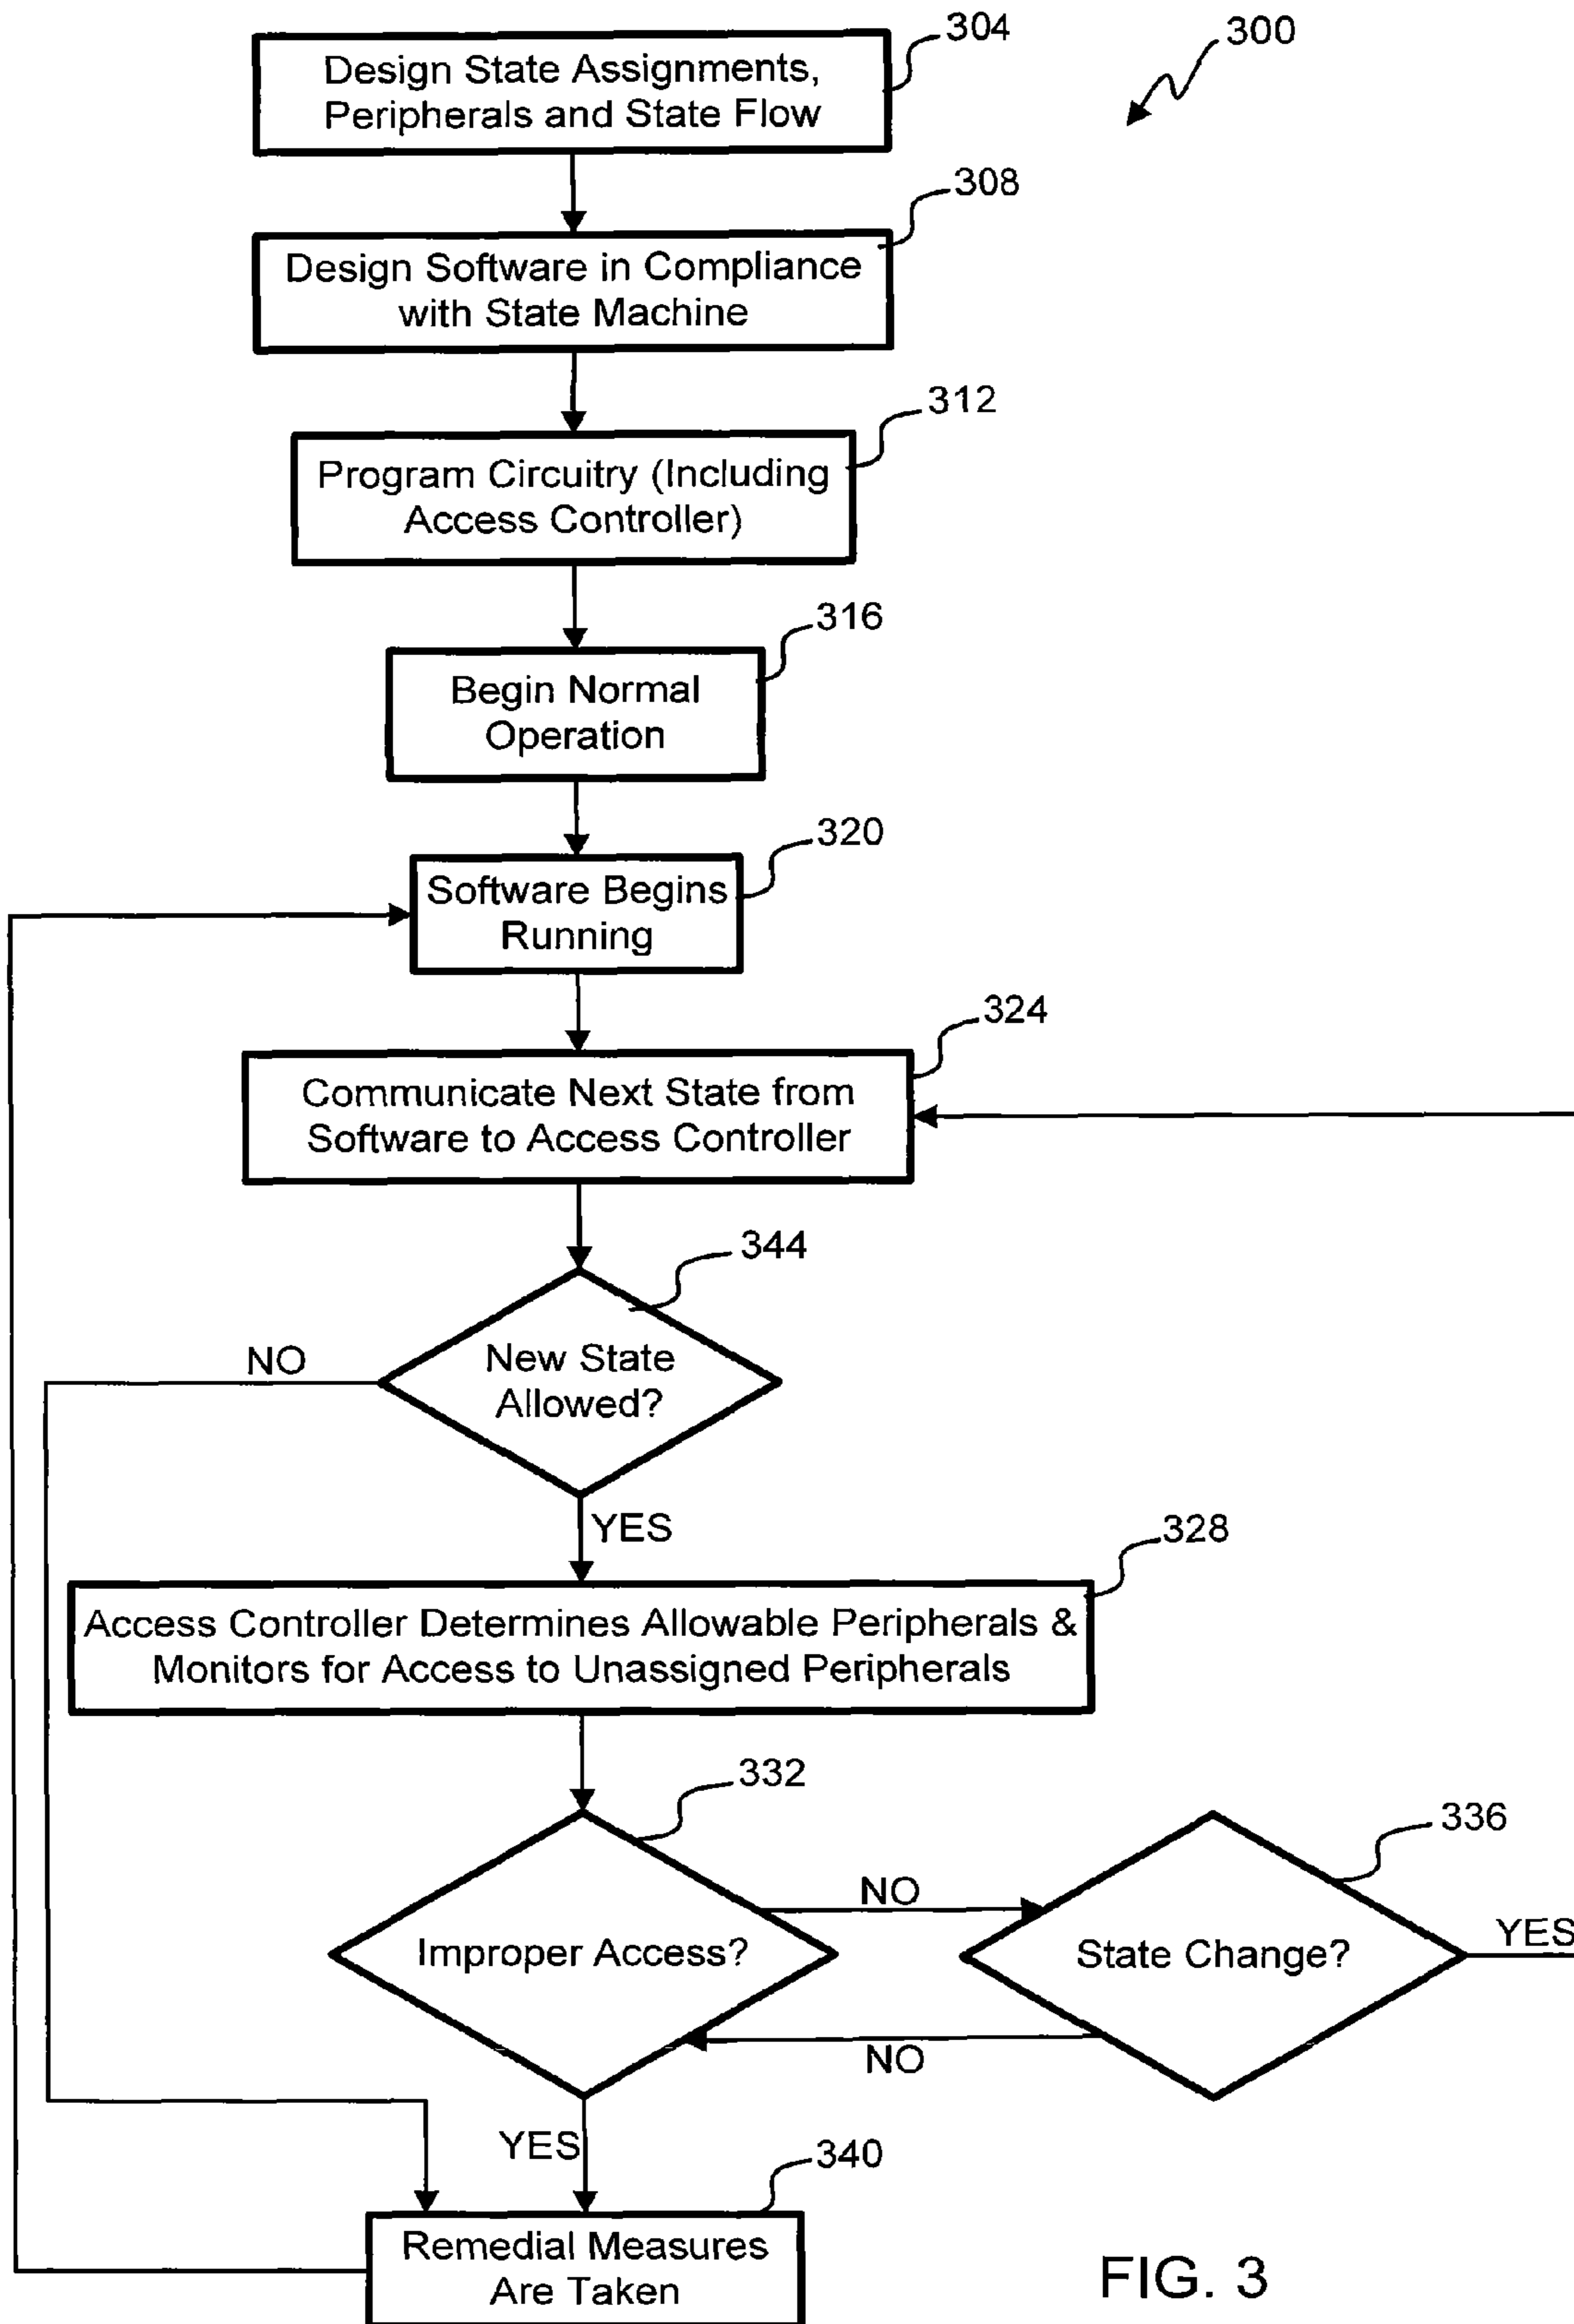 304
300
Design State Assignments,
Peripherals and State Flow
308
Design Software in Compliance
with State Machine
312
Program Circuitry (Including
Access Controller)
316
Begin Normal
Operation
320
Software Begins
Running
324
Communicate Next State from
Software to Access Controller
344
New State
Allowed?
NO
YES
328
Access Controller Determines Allowable Peripherals &
Monitors for Access to Unassigned Peripherals
332
336
Improper Access?
NO
State Change?
YES
NO
YES
340
Remedial Measures
Are Taken
FIG. 3